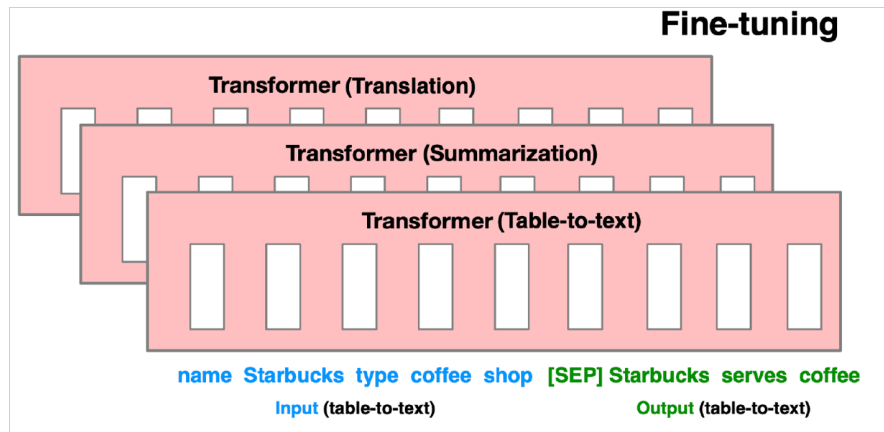 Fine-tuning
Transformer (Translation)
Transformer (Summarization)
Transformer (Table-to-text)
name Starbucks type coffee shop [SEP] Starbucks serves coffee
Input (table-to-text) Output (table-to-text)